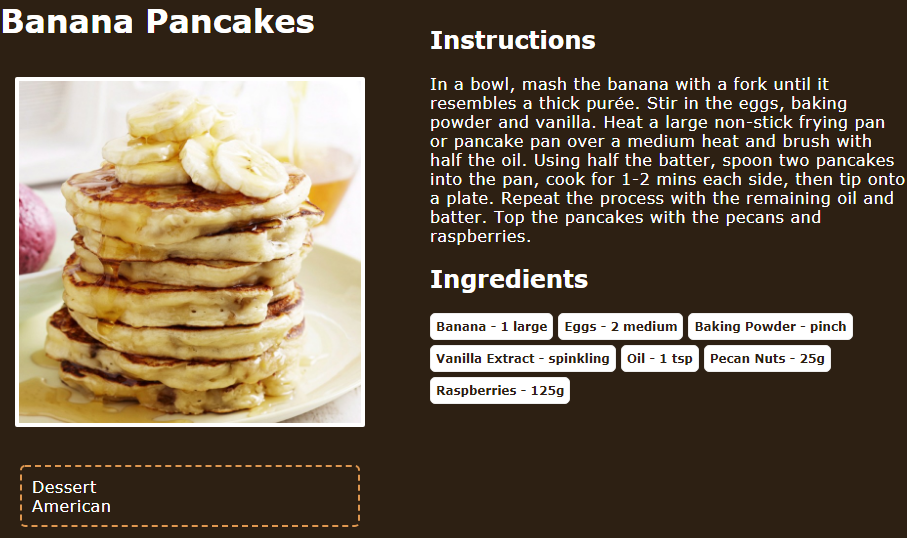 Banana Pancakes
Instructions
In a bowl, mash the banana with a fork until it
resembles a thick purée. Stir in the eggs, baking
powder and vanilla. Heat a large non-stick frying pan
or pancake pan over a medium heat and brush with
half the oil. Using half the batter, spoon two pancakes
into the pan, cook for 1-2 mins each side, then tip onto
a plate. Repeat the process with the remaining oil and
batter. Top the pancakes with the pecans and
raspberries.
Ingredients
Banana - 1 large Eggs - 2 medium Baking Powder - pinch
Vanilla Extract - spinkling Oil - 1 tsp Pecan Nuts - 25g
Raspberries - 125g
Dessert
American